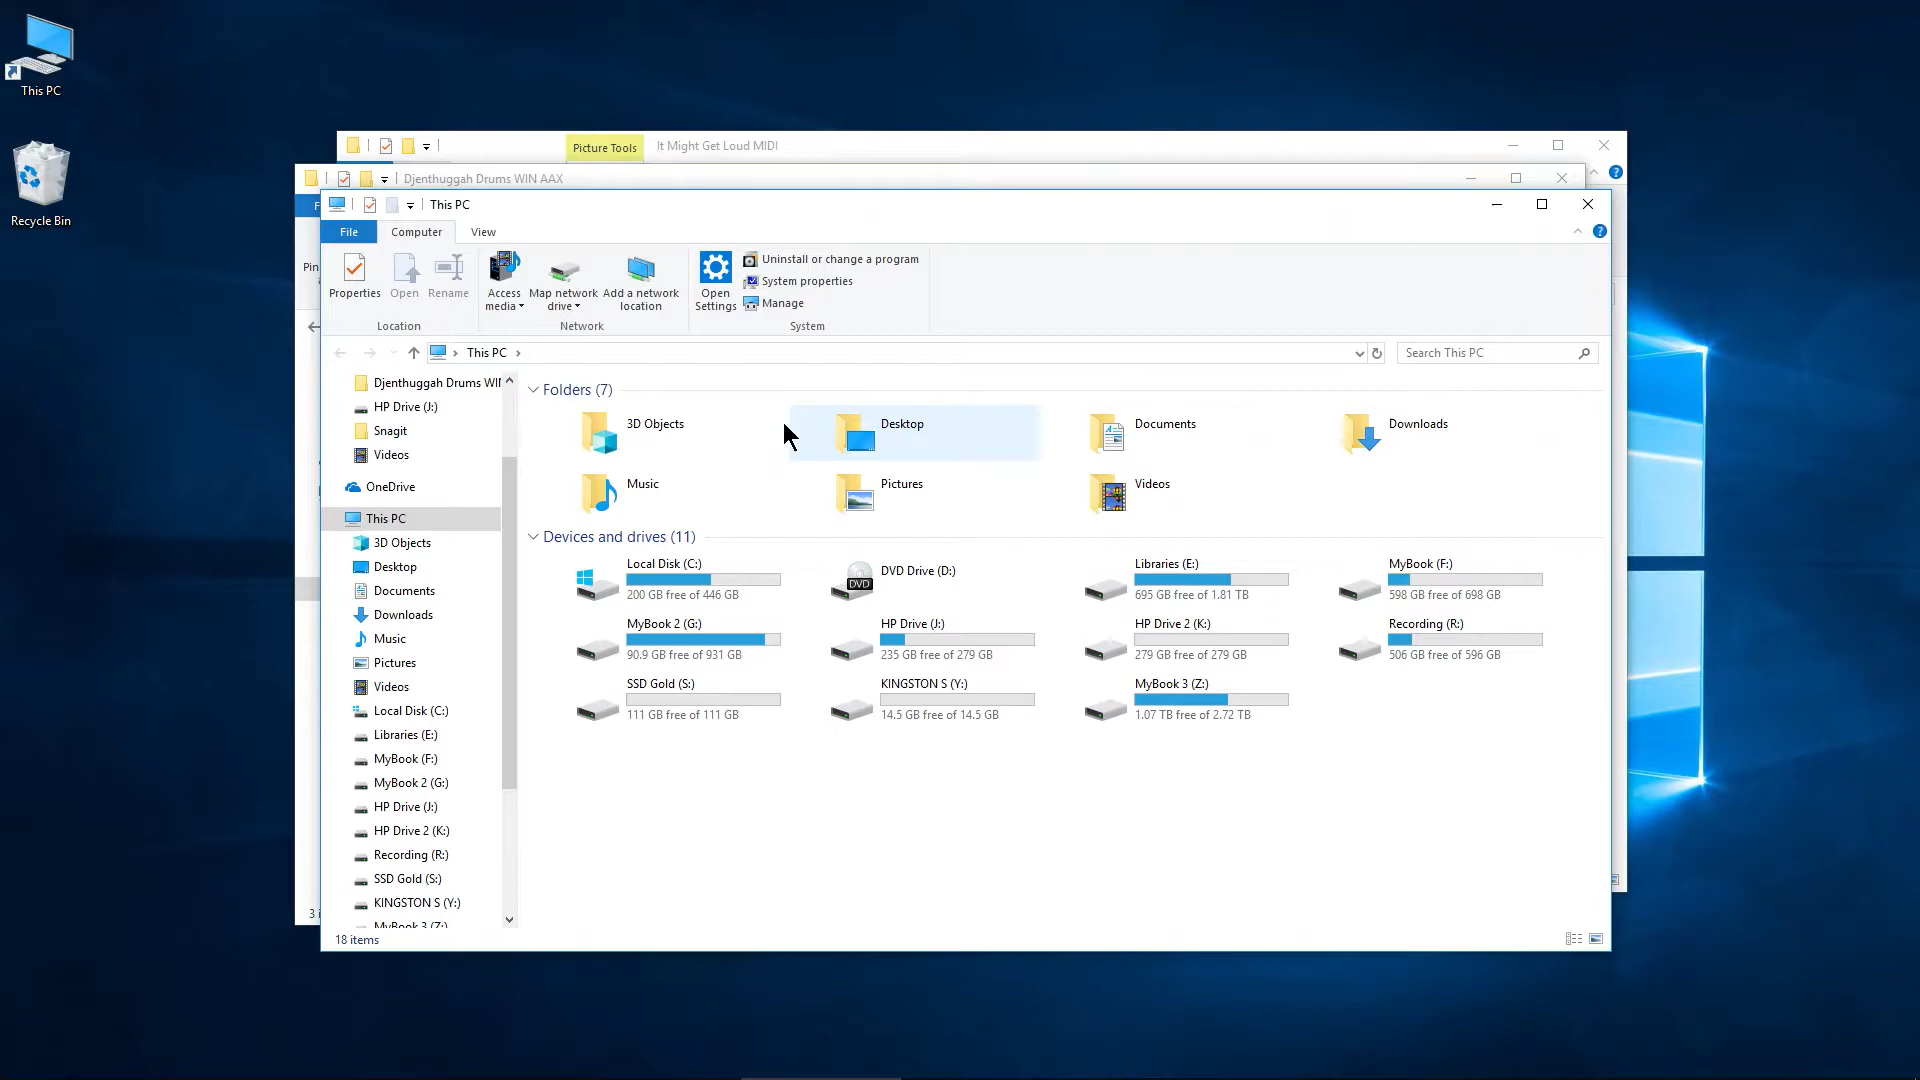 This PC
Recycle Bin
Picture Tools
It Might Get Loud MIDI
Djenthuggah Drums WIN AAX
F
Pin
3 i
This PC
File
Computer
View
Properties
Open
Rename
Access media
Map network drive
Add a network location
Open Settings
Uninstall or change a program
System properties
Manage
Location
Network
System
This PC
Search This PC
Djenthuggah Drums WIN
HP Drive (J:)
Snagit
Videos
OneDrive
This PC
3D Objects
Desktop
Documents
Downloads
Music
Pictures
Videos
Local Disk (C:)
Libraries (E:)
MyBook (F:)
MyBook 2 (G:)
HP Drive (J:)
HP Drive 2 (K:)
Recording (R:)
SSD Gold (S:)
KINGSTON S (Y:)
MyBook 3 (Z:)
Folders (7)
3D Objects
Desktop
Documents
Downloads
Music
Pictures
Videos
Devices and drives (11)
Local Disk (C:)
200 GB free of 446 GB
DVD Drive (D:)
DVD
Libraries (E:)
695 GB free of 1.81 TB
MyBook (F:)
598 GB free of 698 GB
MyBook 2 (G:)
90.9 GB free of 931 GB
HP Drive (J:)
235 GB free of 279 GB
HP Drive 2 (K:)
279 GB free of 279 GB
Recording (R:)
506 GB free of 596 GB
SSD Gold (S:)
111 GB free of 111 GB
KINGSTON S (Y:)
14.5 GB free of 14.5 GB
MyBook 3 (Z:)
1.07 TB free of 2.72 TB
18 items